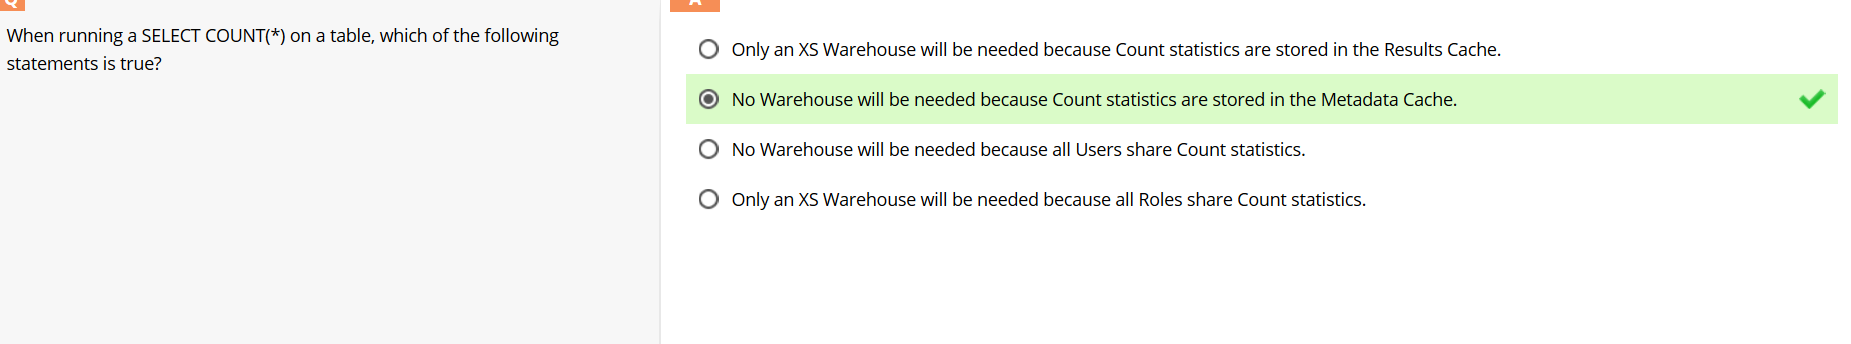 When running a SELECT COUNT(*) on a table, which of the following
statements is true?
Only an XS Warehouse will be needed because Count statistics are stored in the Results Cache.
No Warehouse will be needed because Count statistics are stored in the Metadata Cache.
No Warehouse will be needed because all Users share Count statistics.
Only an XS Warehouse will be needed because all Roles share Count statistics.